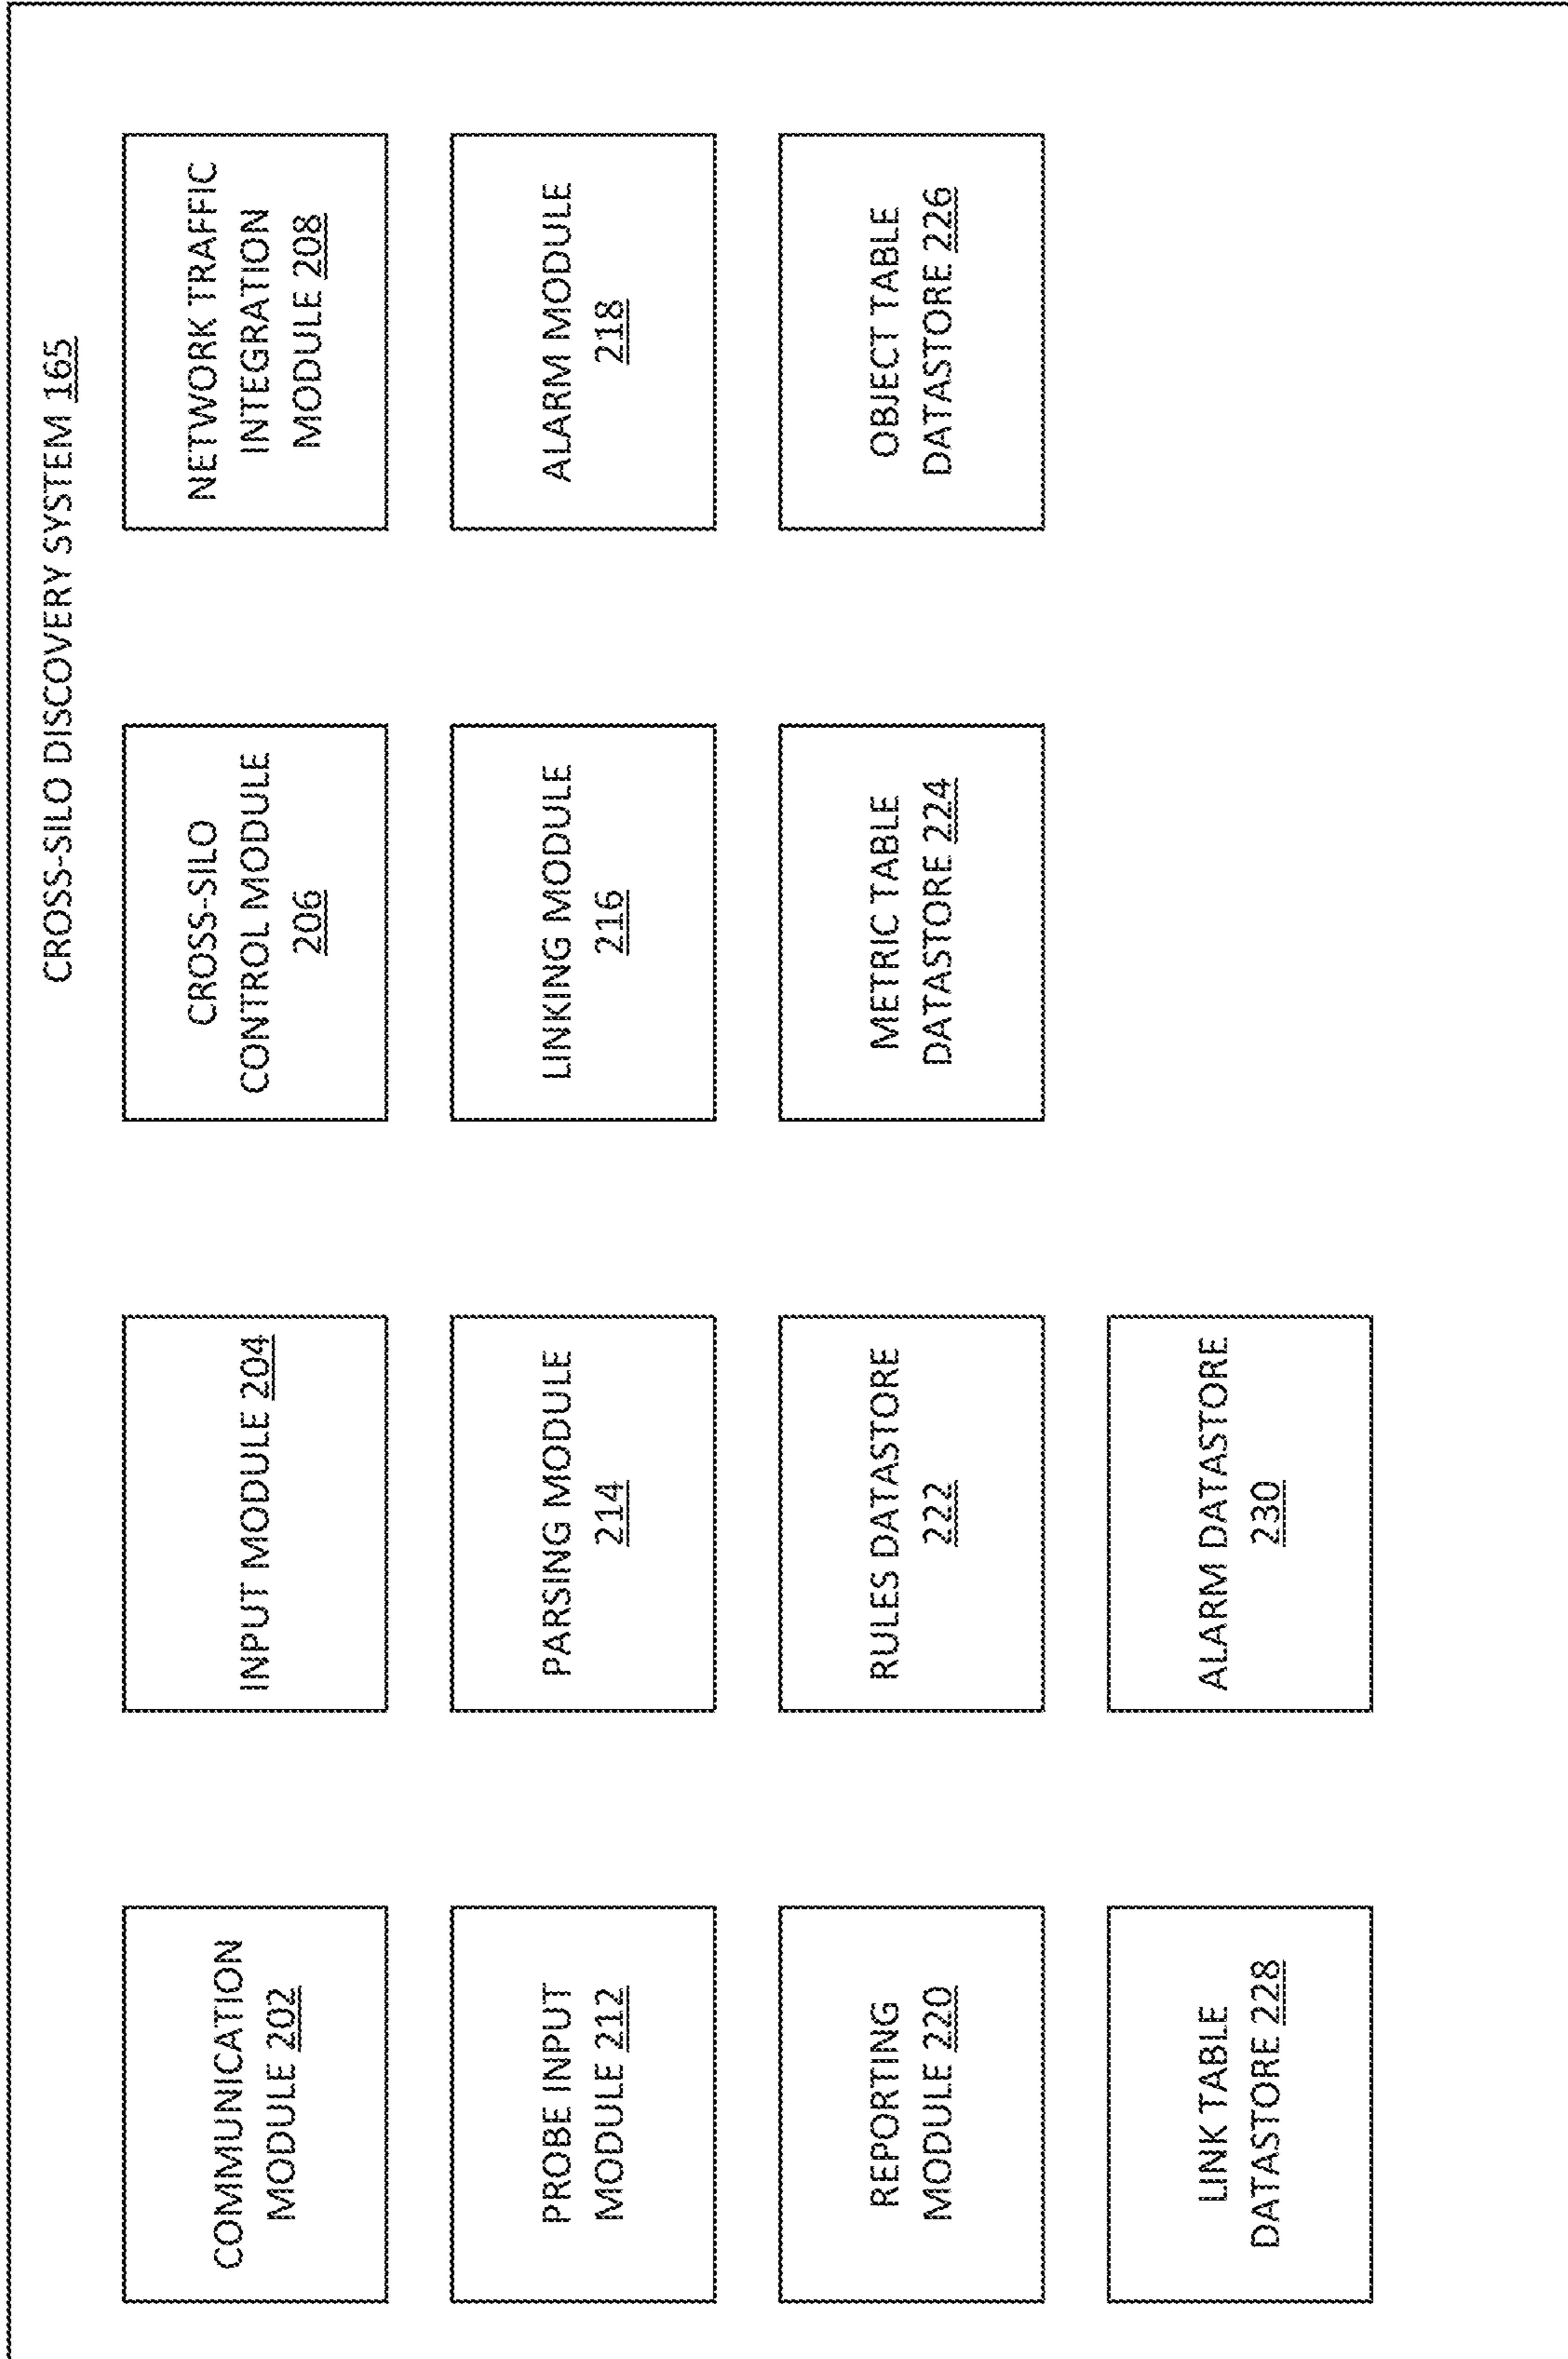 CROSS-SILO DISCOVERY SYSTEM 165
COMMUNICATION
MODULE 202
INPUT MODULE 204
CROSS-SILO
CONTROL MODULE
206
NETWORK TRAFFIC
INTEGRATION
MODULE 208
PROBE INPUT
MODULE 212
PARSING MODULE
214
LINKING MODULE
216
ALARM MODULE
218
REPORTING
MODULE 220
RULES DATASTORE
222
METRIC TABLE
DATASTORE 224
OBJECT TABLE
DATASTORE 226
LINK TABLE
DATASTORE 228
ALARM DATASTORE
230